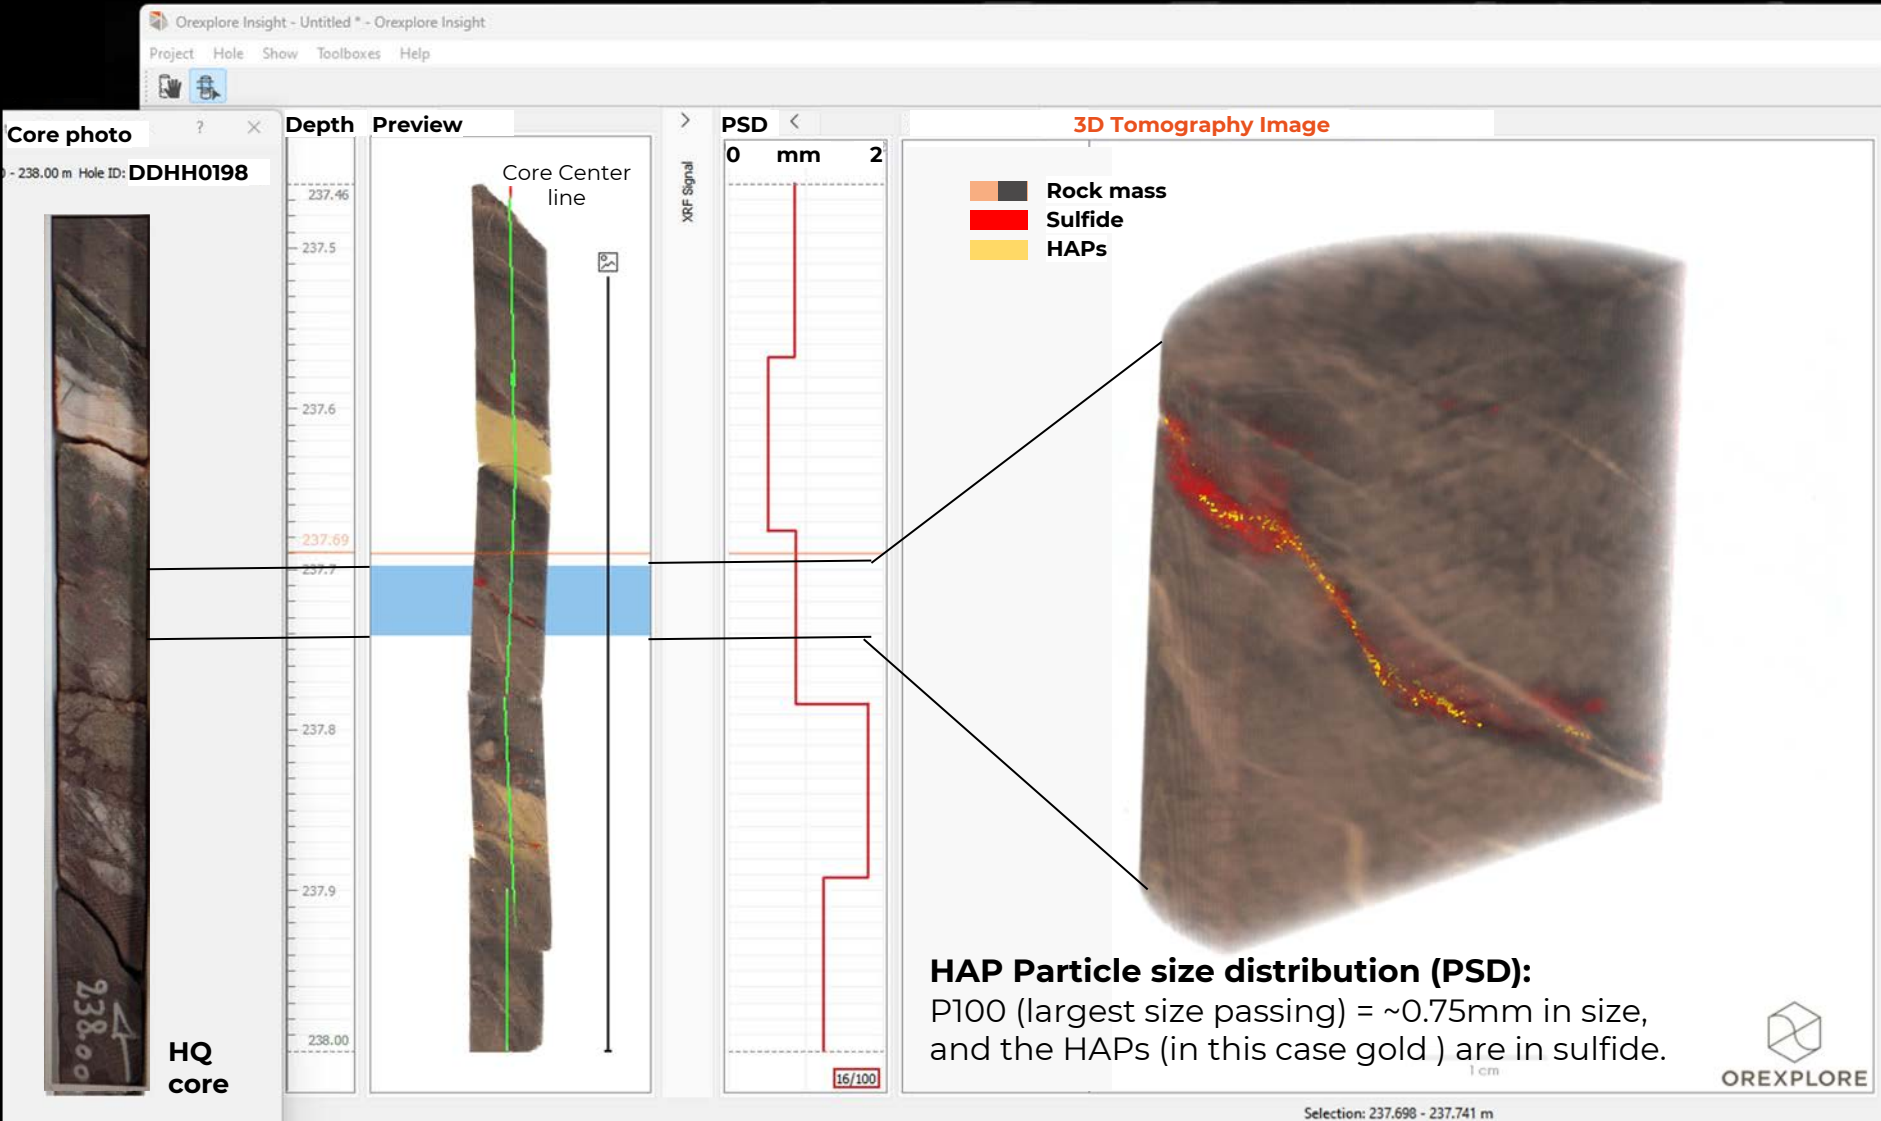 Orexplore Insight - Untitled * - Orexplore Insight
Project Hole Show Toolboxes Help
Core photo
? ×
- 238.00 m Hole ID: DDHH0198
Depth
Preview
PSD
3D Tomography Image
0 mm 2
Core Center
line
XRF Signal
Rock mass
Sulfide
HAPs
237.46
237.5
237.6
237.69
237.7
237.8
237.9
238.00
238.00
HQ
core
16/100
HAP Particle size distribution (PSD):
P100 (largest size passing) = ~0.75mm in size,
and the HAPs (in this case gold ) are in sulfide.
1 cm
OREXPLORE
Selection: 237.698 - 237.741 m